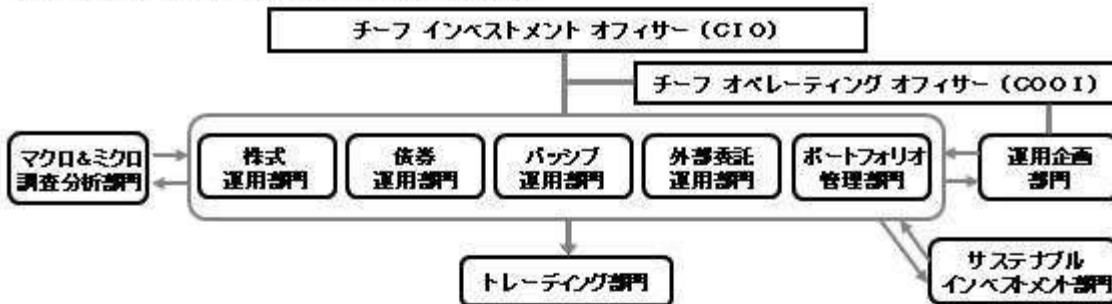 チーフ インベストメント オフィサー (CIO)
チーフ オペレーティング オフィサー (COOI)
マクロ&ミクロ
調査分析部門
株式
運用部門
債券
運用部門
パッシブ
運用部門
外部委託
運用部門
ポートフォリオ
管理部門
運用企画
部門
トレーディング部門
サステナブル
インベストメント部門